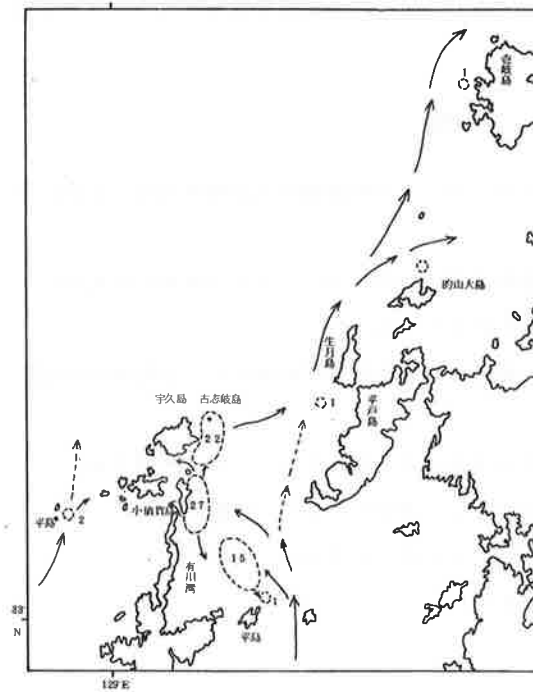 1
壱岐島
的山大島
生月島
1
平戸島
宇久島
古志岐島
22
2
平島
小値賀島
27
有川湾
15
1
平島
33°
N
129°E